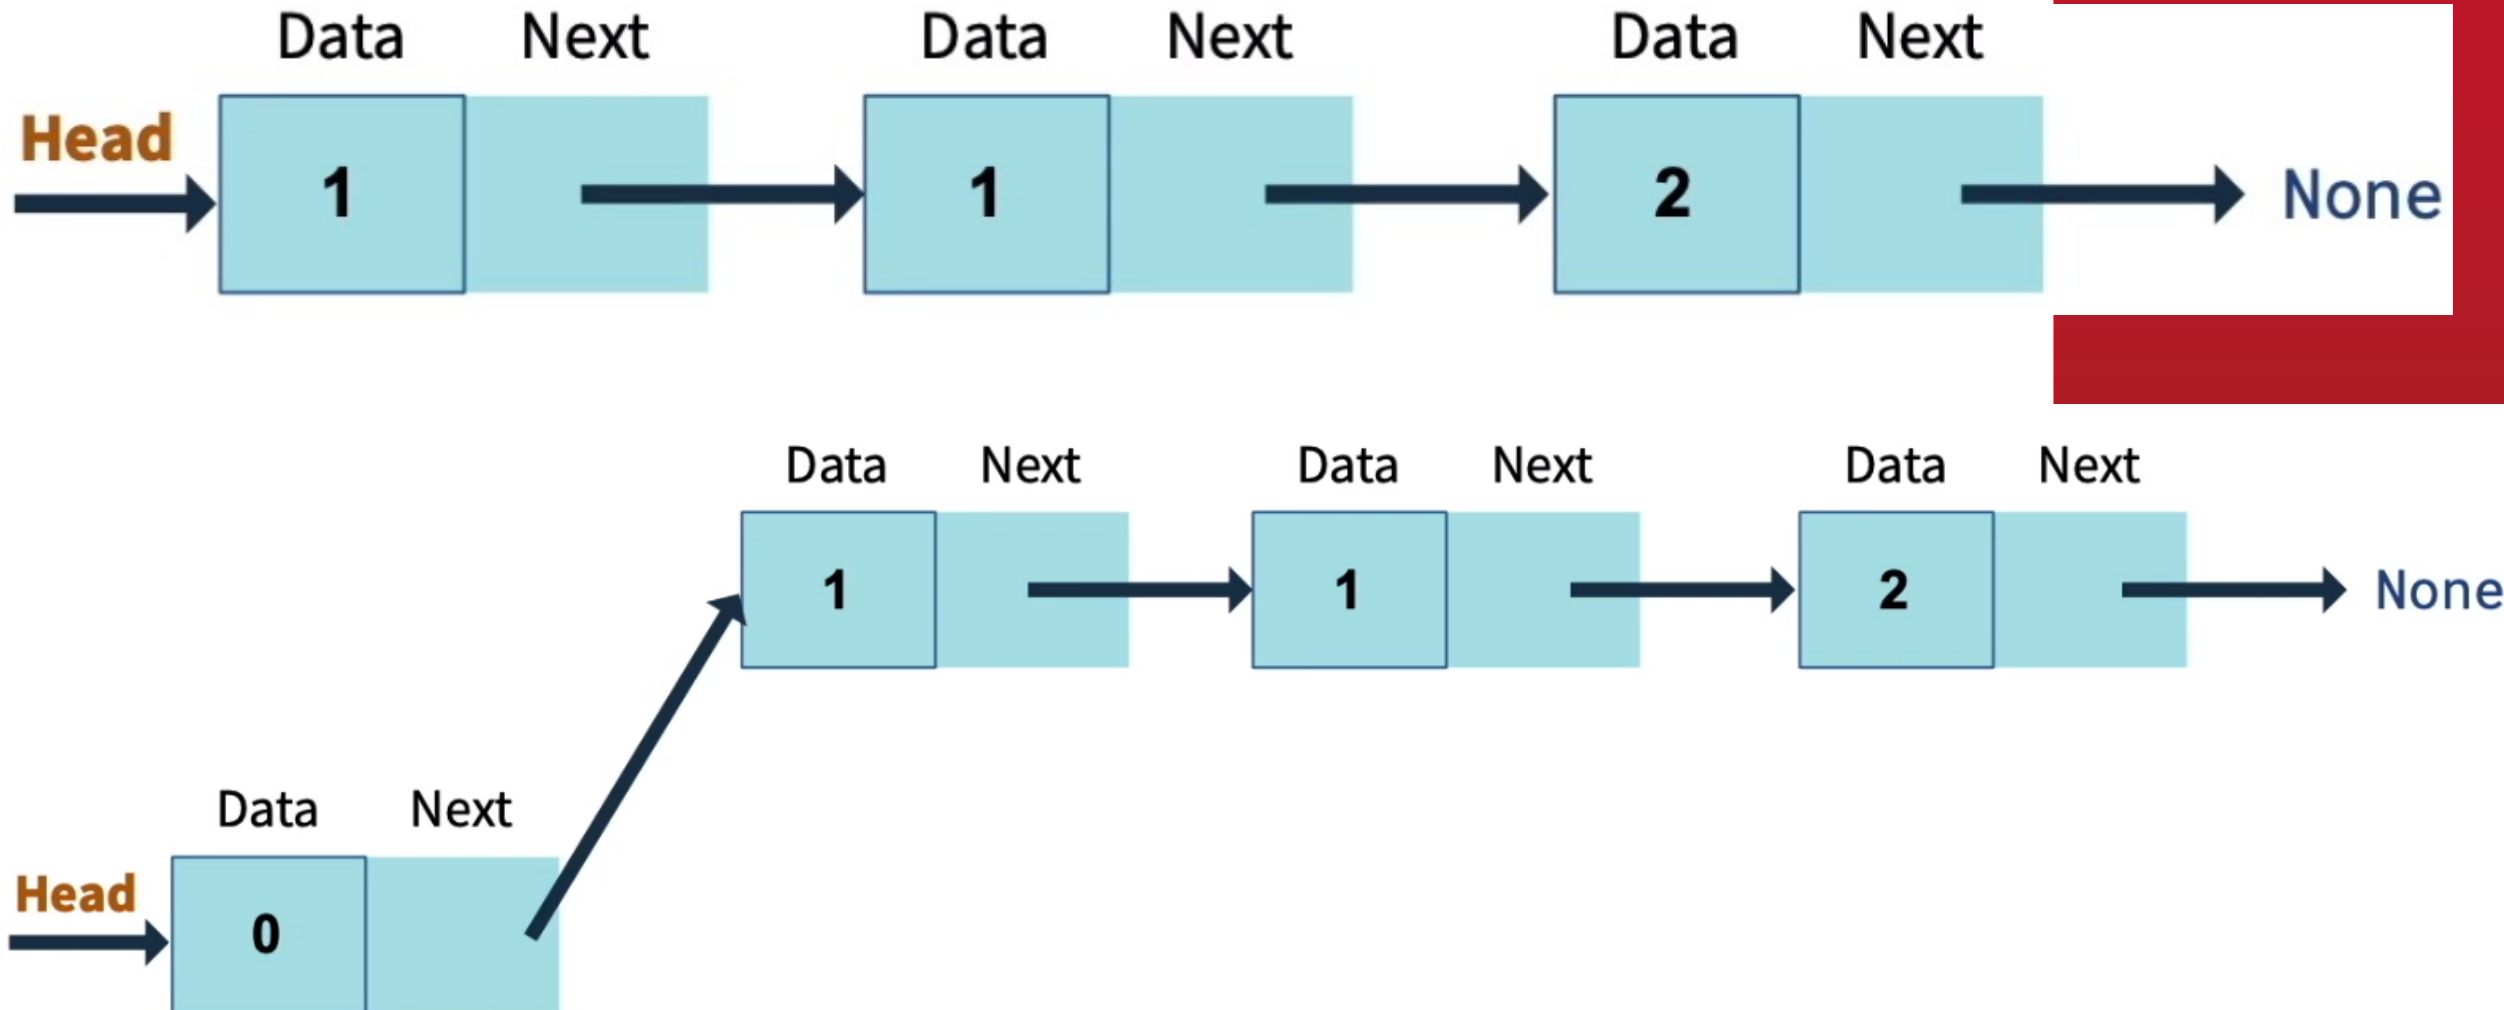 Data Next Data Next Data Next
Head
1 1 2 None
Data Next Data Next Data Next
1 1 2 None
Data Next
Head
0